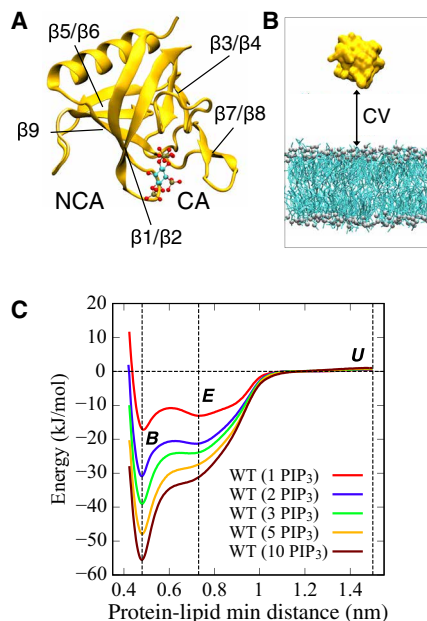 A
β5/β6
β3/β4
β7/β8
β9
NCA
CA
β1/β2
B
CV
C
20
10
0
−10
−20
−30
−40
−50
−60
Energy (kJ/mol)
B
E
U
WT (1 PIP₃)
WT (2 PIP₃)
WT (3 PIP₃)
WT (5 PIP₃)
WT (10 PIP₃)
0.4 0.6 0.8 1 1.2 1.4
Protein-lipid min distance (nm)